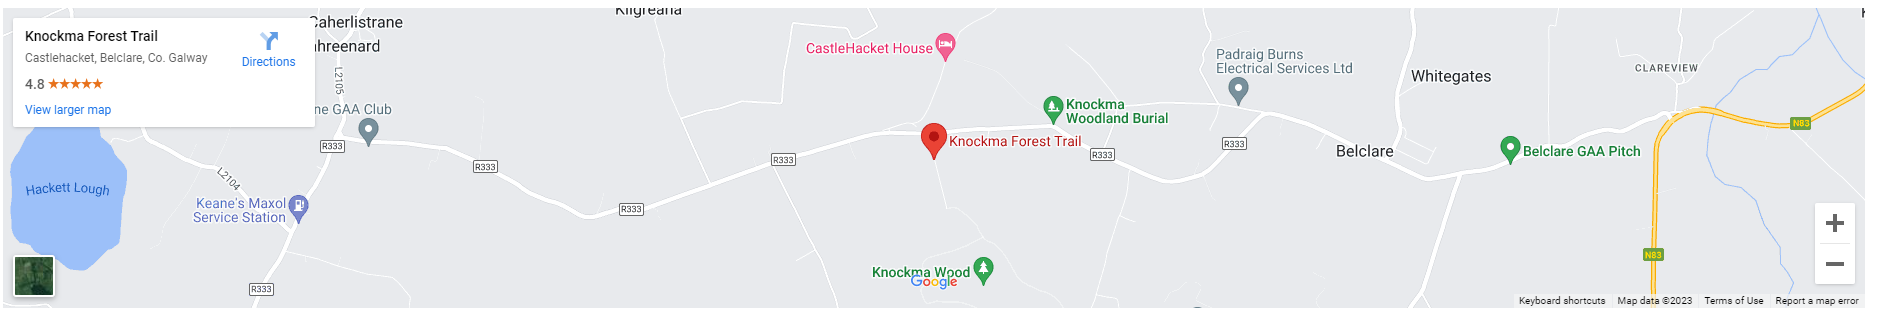 Knockma Forest Trail
Castlehacket, Belclare, Co. Galway
4.8
View larger map
Directions
Caherlistrane
hreenard
Kilgreana
L2105
ne GAA Club
R333
R333
L2104
Hackett Lough
Keane's Maxol
Service Station
R333
R333
R333
CastleHacket House
Knockma
Woodland Burial
Knockma Forest Trail
R333
Padraig Burns
Electrical Services Ltd
R333
Whitegates
CLAREVIEW
N83
Belclare
Belclare GAA Pitch
N83
Knockma Wood
Google
Keyboard shortcuts
Map data ©2023
Terms of Use
Report a map error